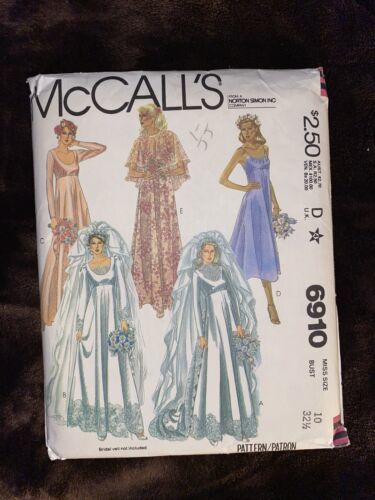 McCALL'S
FROM A
NORTON SIMON INC
COMPANY
55
$2.50
D
U.K.
6910
MISS SIZE 10
BUST 32½
C
E
D
B
A
Bridal veil not included
PATTERN/PATRON